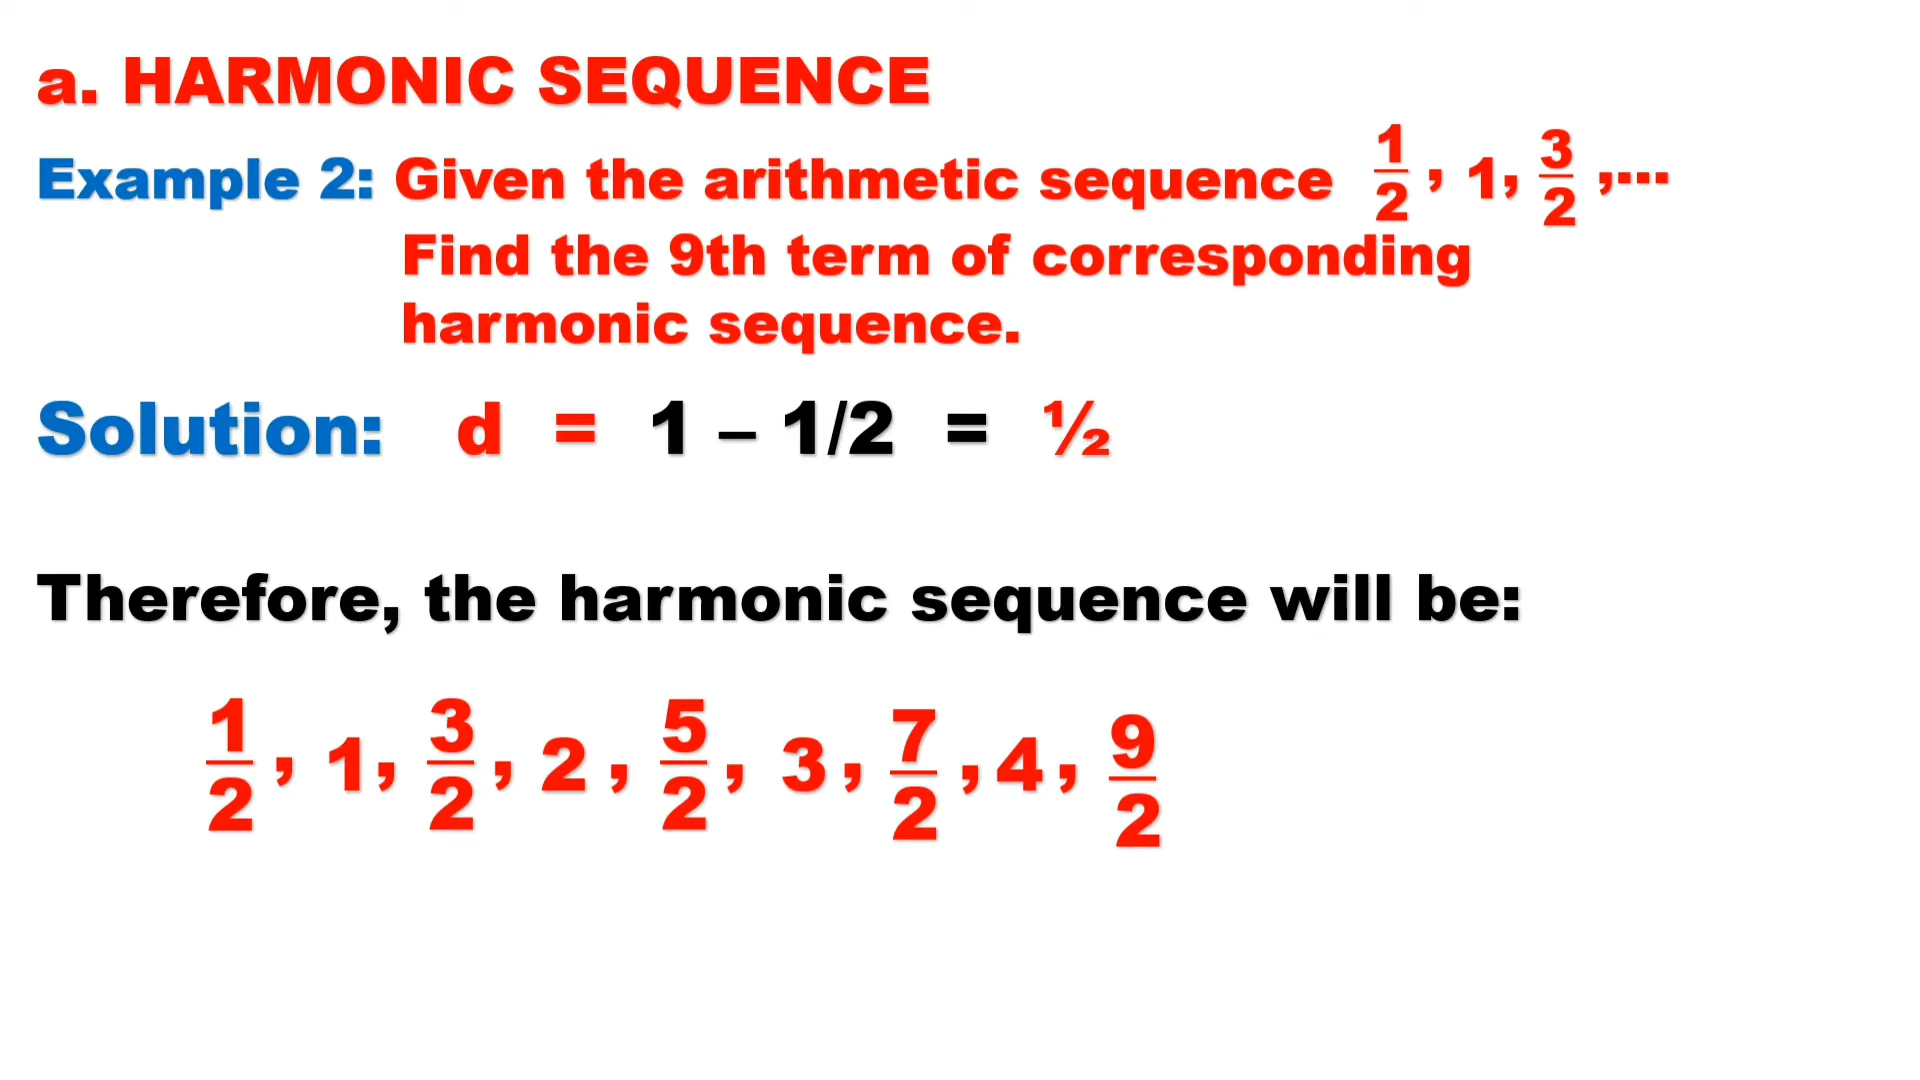 a. HARMONIC SEQUENCE
Example 2: Given the arithmetic sequence 1/2 , 1, 3/2 ,...
Find the 9th term of corresponding
harmonic sequence.
Solution: d = 1 – 1/2 = ½
Therefore, the harmonic sequence will be:
1/2 , 1, 3/2 , 2 , 5/2 , 3 , 7/2 , 4 , 9/2